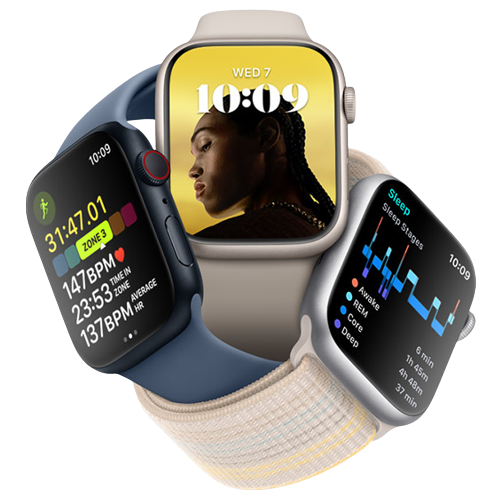 WED 7
10:09
10:09
31:47.01
ZONE 3
147BPM
23:53 TIME IN
ZONE
137BPM AVERAGE
HR
10:09
Sleep
Sleep Stages
Awake
REM
Core
Deep
6 min
1h 45m
4h 48m
37 min